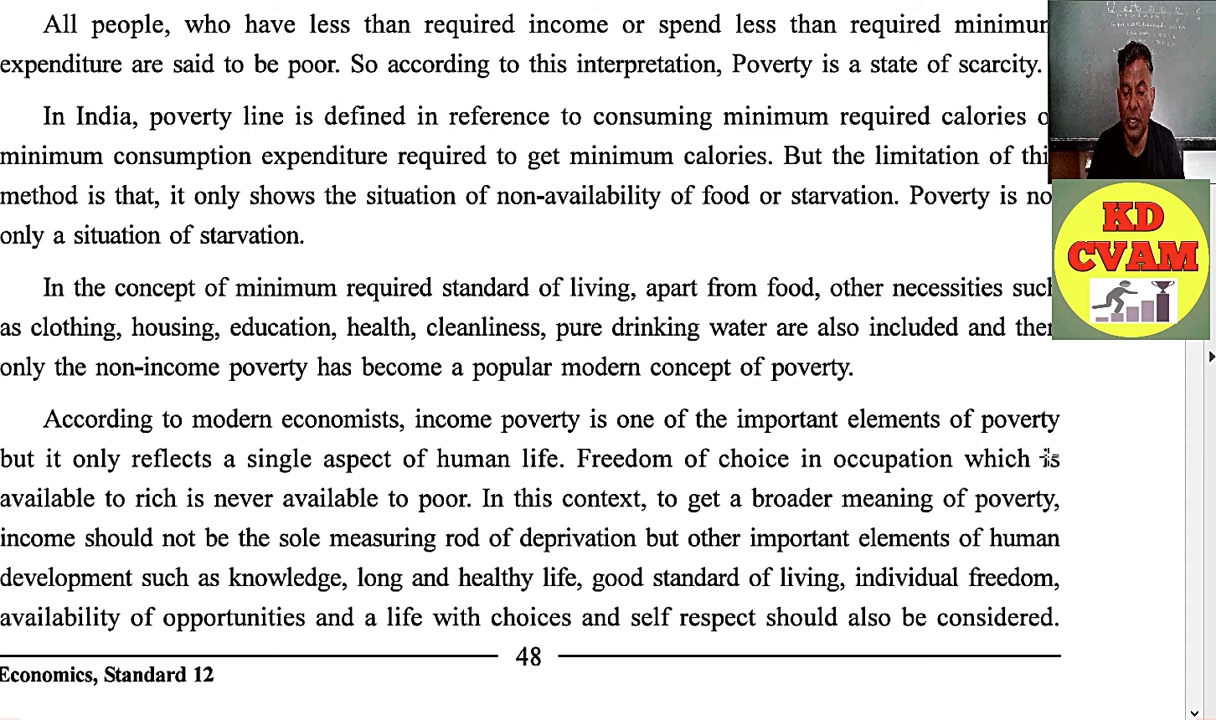 All people, who have less than required income or spend less than required minimum
expenditure are said to be poor. So according to this interpretation, Poverty is a state of scarcity.
In India, poverty line is defined in reference to consuming minimum required calories o
minimum consumption expenditure required to get minimum calories. But the limitation of thi
method is that, it only shows the situation of non-availability of food or starvation. Poverty is no
only a situation of starvation.
In the concept of minimum required standard of living, apart from food, other necessities such
as clothing, housing, education, health, cleanliness, pure drinking water are also included and then
only the non-income poverty has become a popular modern concept of poverty.
According to modern economists, income poverty is one of the important elements of poverty
but it only reflects a single aspect of human life. Freedom of choice in occupation which is
available to rich is never available to poor. In this context, to get a broader meaning of poverty,
income should not be the sole measuring rod of deprivation but other important elements of human
development such as knowledge, long and healthy life, good standard of living, individual freedom,
availability of opportunities and a life with choices and self respect should also be considered.
48
Economics, Standard 12
KD
CVAM